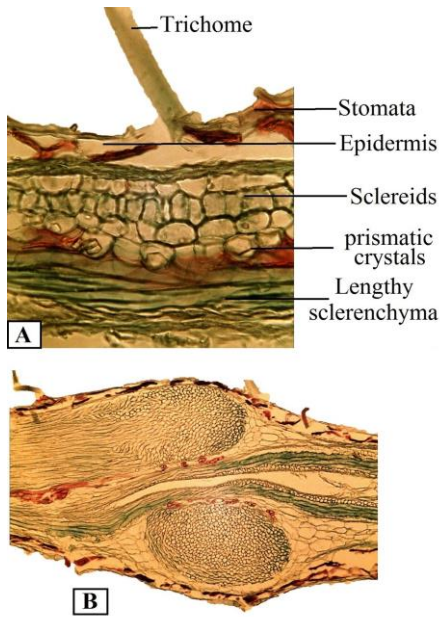 Trichome
Stomata
Epidermis
Sclereids
prismatic
crystals
Lengthy
sclerenchyma
A
B